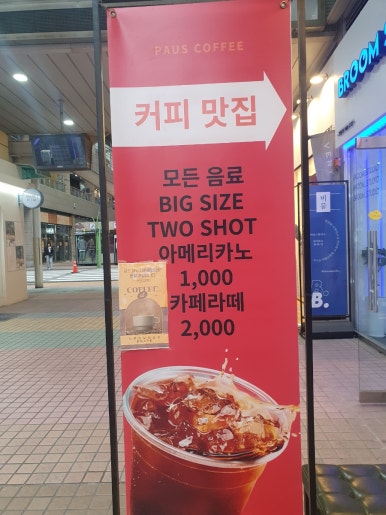 PAUS COFFEE
커피 맛집
모든 음료
BIG SIZE
TWO SHOT
아메리카노
1,000
카페라떼
2,000
COFFEE
BROOM S
B.